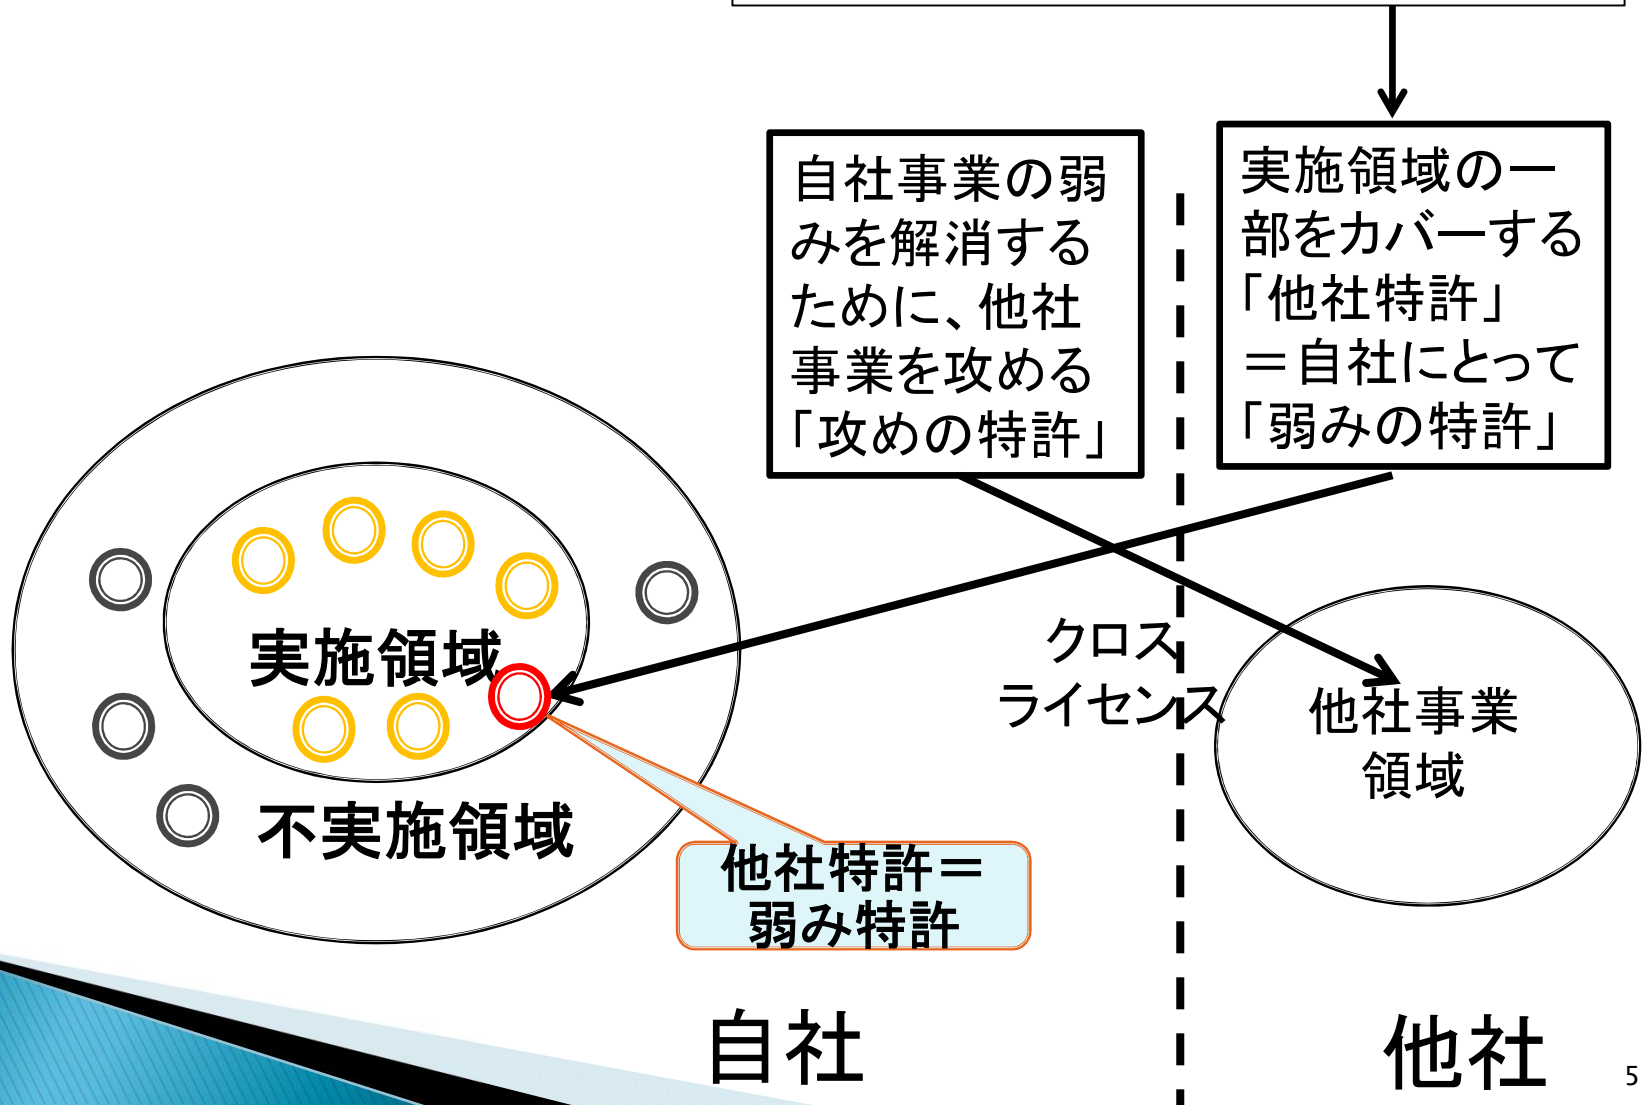 自社事業の弱
みを解消する
ために、他社
事業を攻める
「攻めの特許」
実施領域の一
部をカバーする
「他社特許」
＝自社にとって
「弱みの特許」
実施領域
不実施領域
クロス
ライセンス
他社事業
領域
他社特許＝
弱み特許
自社
他社
5